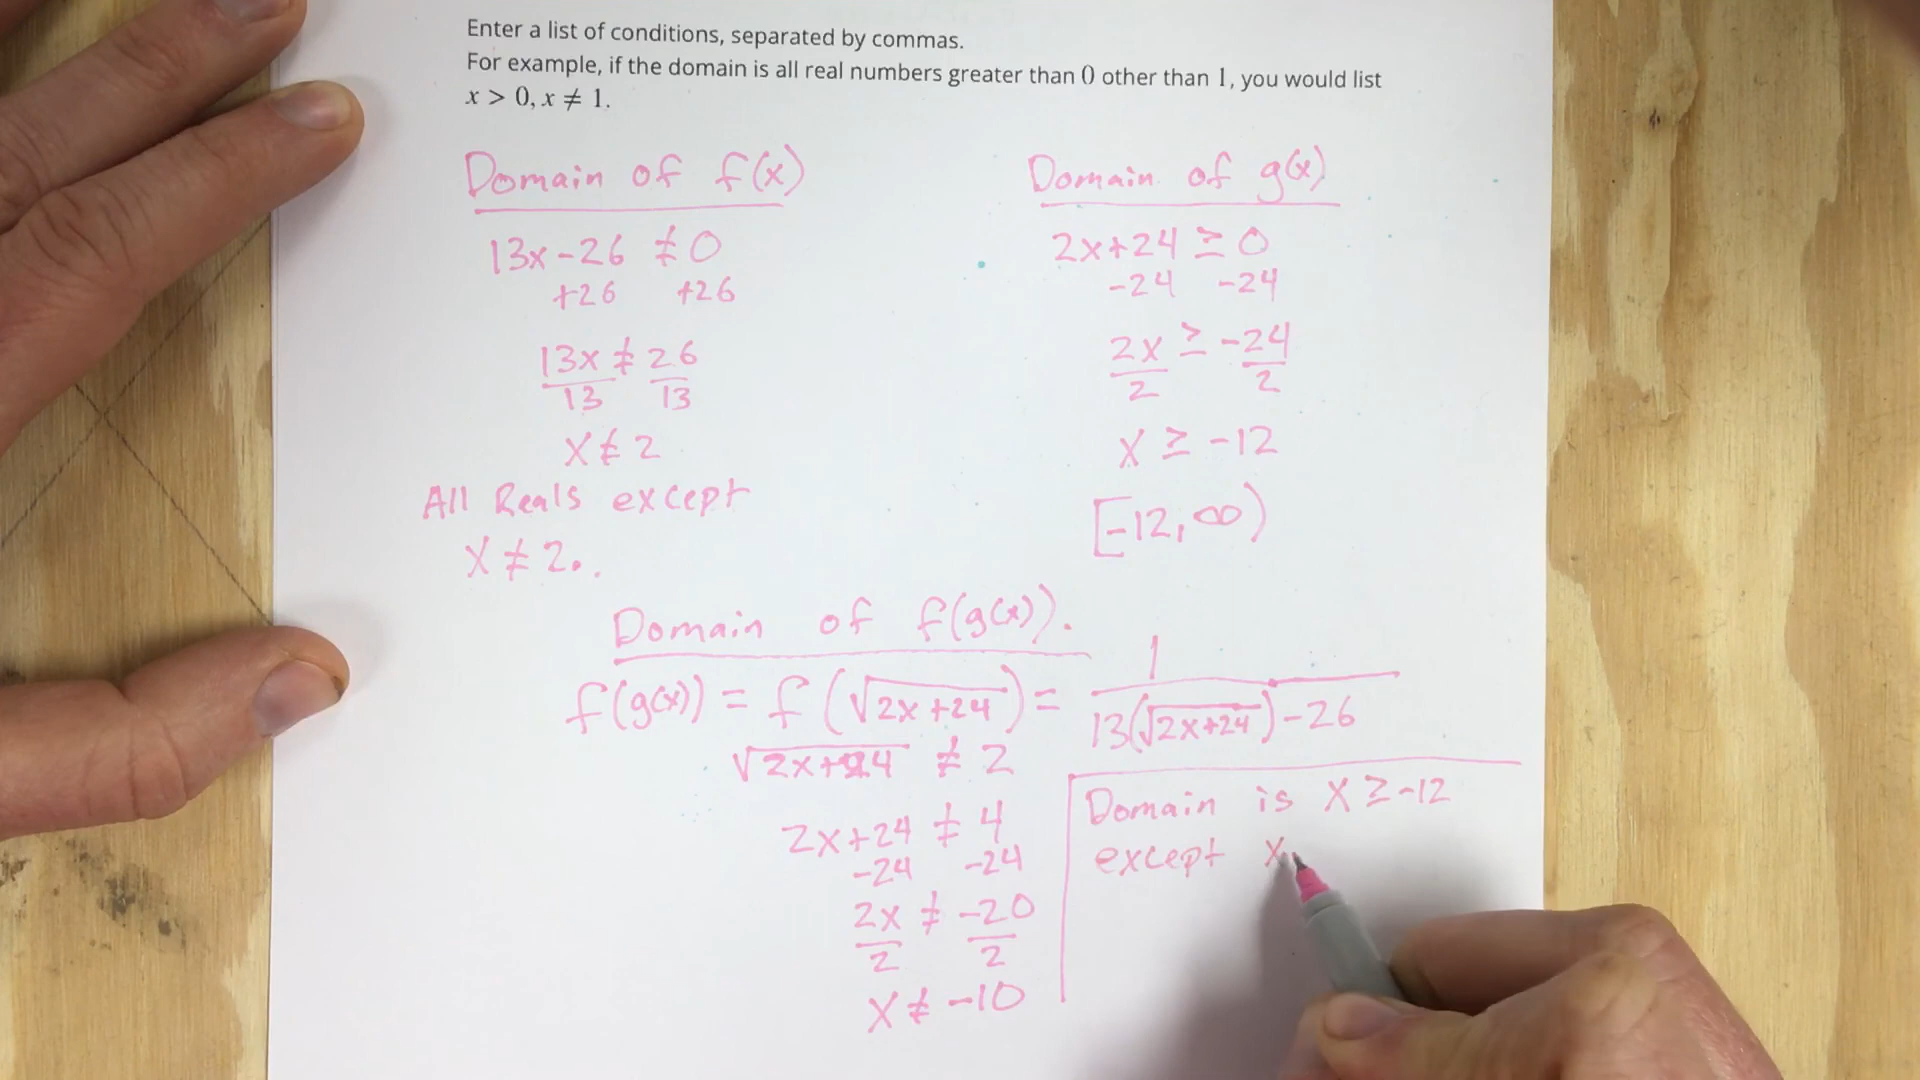 Enter a list of conditions, separated by commas.
For example, if the domain is all real numbers greater than 0 other than 1, you would list
x > 0, x ≠ 1.
Domain of f(x)
13x-26 ≠ 0
+26 +26
13x ≠ 26
13 13
x ≠ 2
All Reals except
x ≠ 2.
Domain of g(x)
2x+24 ≥ 0
-24 -24
2x ≥ -24
2 2
x ≥ -12
[-12, ∞)
Domain of f(g(x)).
f(g(x)) = f(√2x+24) = 1
13(√2x+24)-26
√2x+24 ≠ 2
2x+24 ≠ 4
-24 -24
2x ≠ -20
2 2
x ≠ -10
Domain is x ≥ -12
except x